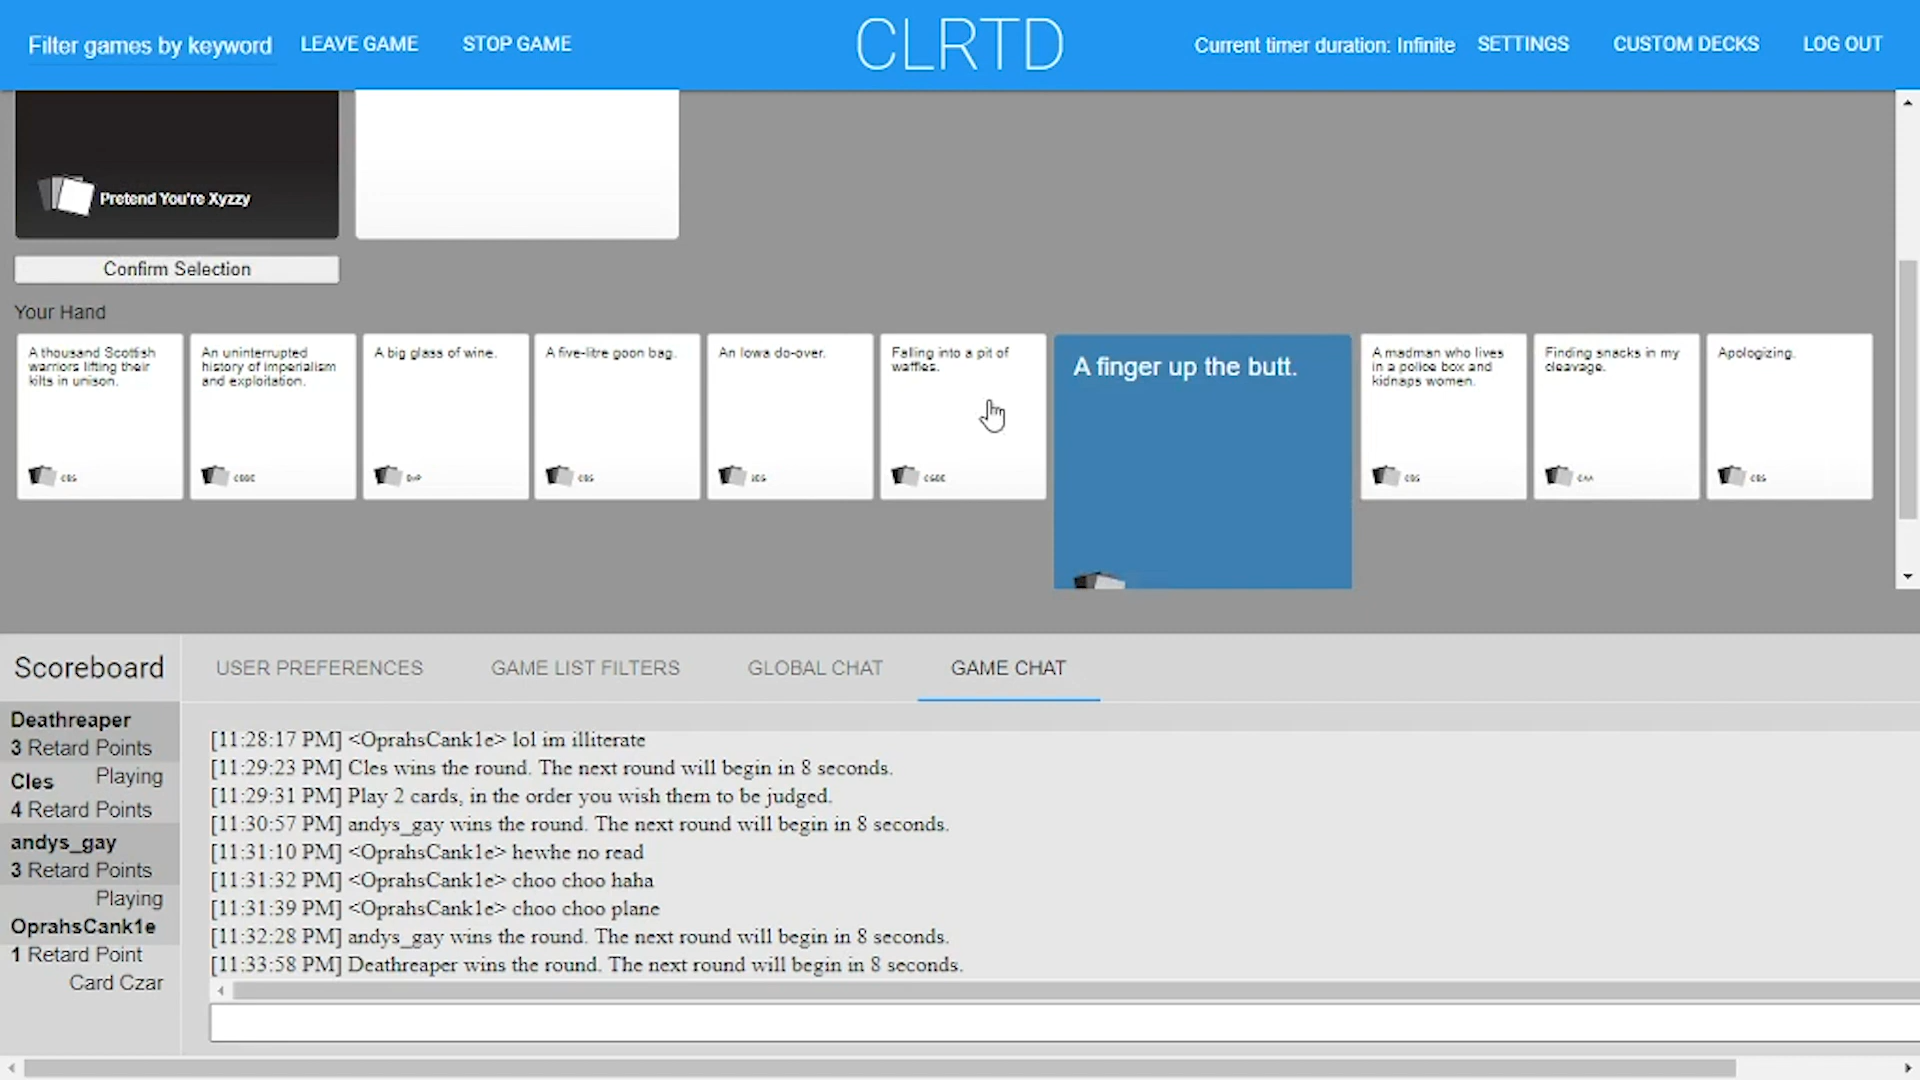 Filter games by keyword
LEAVE GAME
STOP GAME
CLRTD
Current timer duration: Infinite
SETTINGS
CUSTOM DECKS
LOG OUT
Pretend You're Xyzzy
Confirm Selection
Your Hand
A thousand Scottish
warriors lifting their
kilts in unison.
An uninterrupted
history of imperialism
and exploitation.
A big glass of wine.
A five-litre goon bag.
An Iowa do-over.
Falling into a pit of
waffles.
A finger up the butt.
A madman who lives
in a police box and
kidnaps women.
Finding snacks in my
cleavage.
Apologizing.
Scoreboard
USER PREFERENCES
GAME LIST FILTERS
GLOBAL CHAT
GAME CHAT
Deathreaper
3 Retard Points
Playing
Cles
4 Retard Points
andys_gay
3 Retard Points
Playing
OprahsCank1e
1 Retard Point
Card Czar
[11:28:17 PM] <OprahsCank1e> lol im illiterate
[11:29:23 PM] Cles wins the round. The next round will begin in 8 seconds.
[11:29:31 PM] Play 2 cards, in the order you wish them to be judged.
[11:30:57 PM] andys_gay wins the round. The next round will begin in 8 seconds.
[11:31:10 PM] <OprahsCank1e> hewhe no read
[11:31:32 PM] <OprahsCank1e> choo choo haha
[11:31:39 PM] <OprahsCank1e> choo choo plane
[11:32:28 PM] andys_gay wins the round. The next round will begin in 8 seconds.
[11:33:58 PM] Deathreaper wins the round. The next round will begin in 8 seconds.